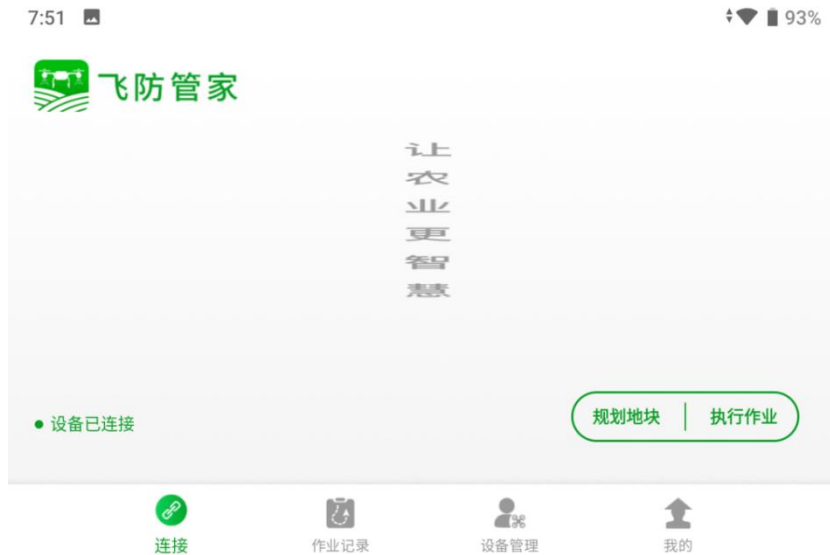 7:51
93%
飞防管家
让
农
业
更
智
慧
设备已连接
规划地块 | 执行作业
连接
作业记录
设备管理
我的